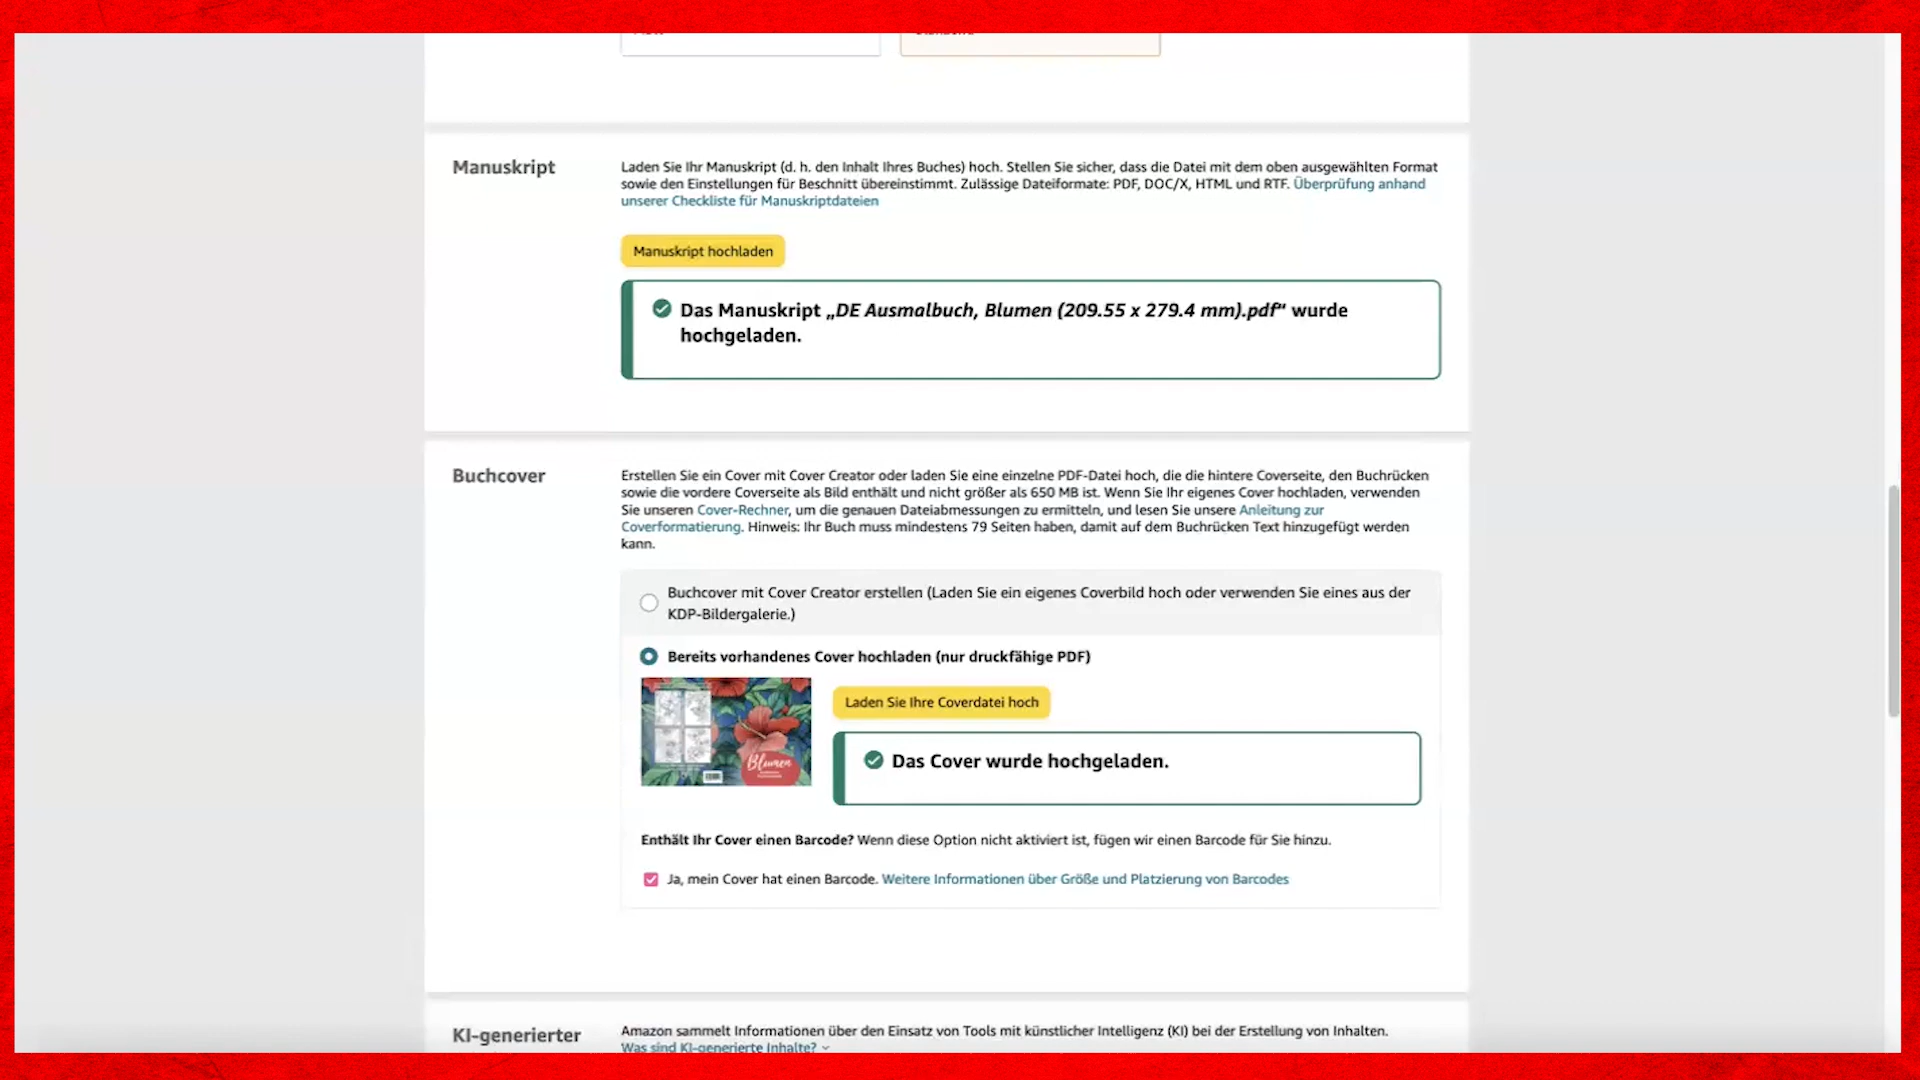 Manuskript
Laden Sie Ihr Manuskript (d. h. den Inhalt Ihres Buches) hoch. Stellen Sie sicher, dass die Datei mit dem oben ausgewählten Format
sowie den Einstellungen für Beschnitt übereinstimmt. Zulässige Dateiformate: PDF, DOC/X, HTML und RTF. Überprüfung anhand
unserer Checkliste für Manuskriptdateien
Manuskript hochladen
Das Manuskript „DE Ausmalbuch, Blumen (209.55 x 279.4 mm).pdf“ wurde
hochgeladen.
Buchcover
Erstellen Sie ein Cover mit Cover Creator oder laden Sie eine einzelne PDF-Datei hoch, die die hintere Coverseite, den Buchrücken
sowie die vordere Coverseite als Bild enthält und nicht größer als 650 MB ist. Wenn Sie Ihr eigenes Cover hochladen, verwenden
Sie unseren Cover-Rechner, um die genauen Dateiabmessungen zu ermitteln, und lesen Sie unsere Anleitung zur
Coverformatierung. Hinweis: Ihr Buch muss mindestens 79 Seiten haben, damit auf dem Buchrücken Text hinzugefügt werden
kann.
Buchcover mit Cover Creator erstellen (Laden Sie ein eigenes Coverbild hoch oder verwenden Sie eines aus der
KDP-Bildergalerie.)
Bereits vorhandenes Cover hochladen (nur druckfähige PDF)
Blumen
Laden Sie Ihre Coverdatei hoch
Das Cover wurde hochgeladen.
Enthält Ihr Cover einen Barcode? Wenn diese Option nicht aktiviert ist, fügen wir einen Barcode für Sie hinzu.
Ja, mein Cover hat einen Barcode. Weitere Informationen über Größe und Platzierung von Barcodes
KI-generierter
Amazon sammelt Informationen über den Einsatz von Tools mit künstlicher Intelligenz (KI) bei der Erstellung von Inhalten.
Was sind KI-generierte Inhalte?